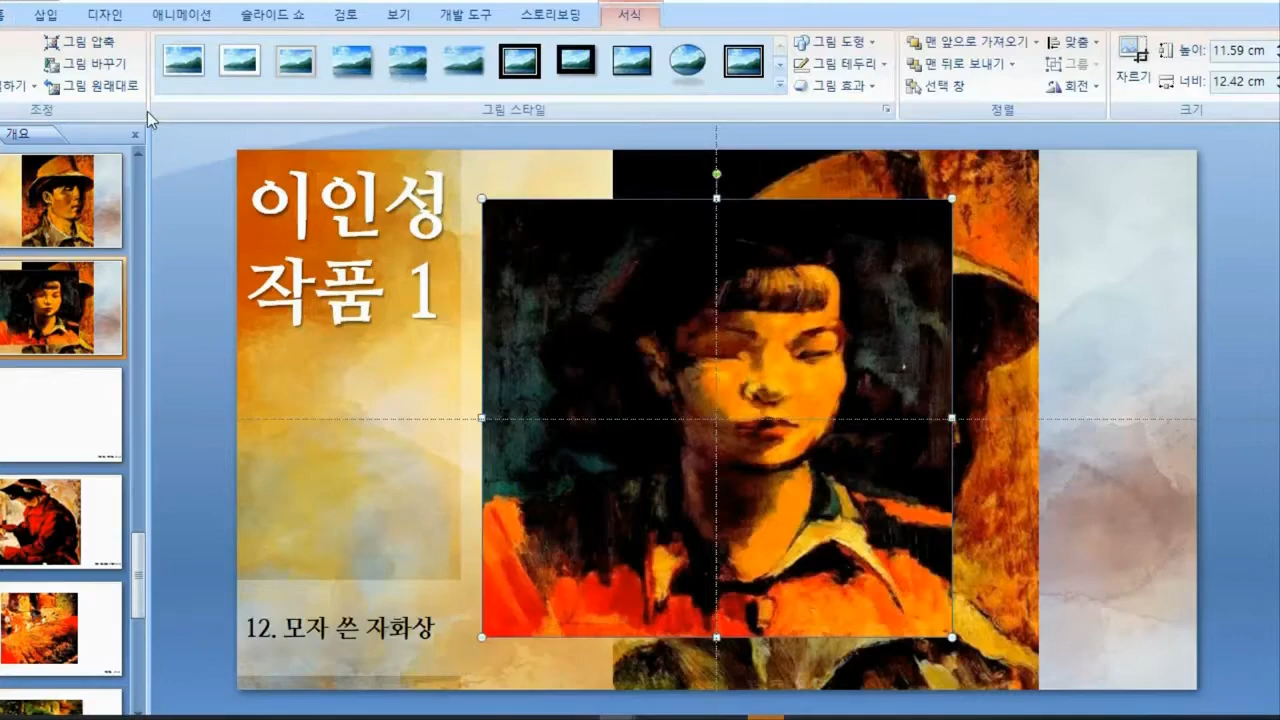 삽입 디자인 애니메이션 슬라이드 쇼 검토 보기 개발 도구 스토리보딩 서식
그림 압축
그림 바꾸기
그림 원래대로
조정
그림 도형
그림 테두리
그림 효과
그림 스타일
맨 앞으로 가져오기
맨 뒤로 보내기
선택 창
맞춤
그룹
회전
정렬
자르기
높이: 11.59 cm
너비: 12.42 cm
크기
개요
이인성
작품 1
12. 모자 쓴 자화상